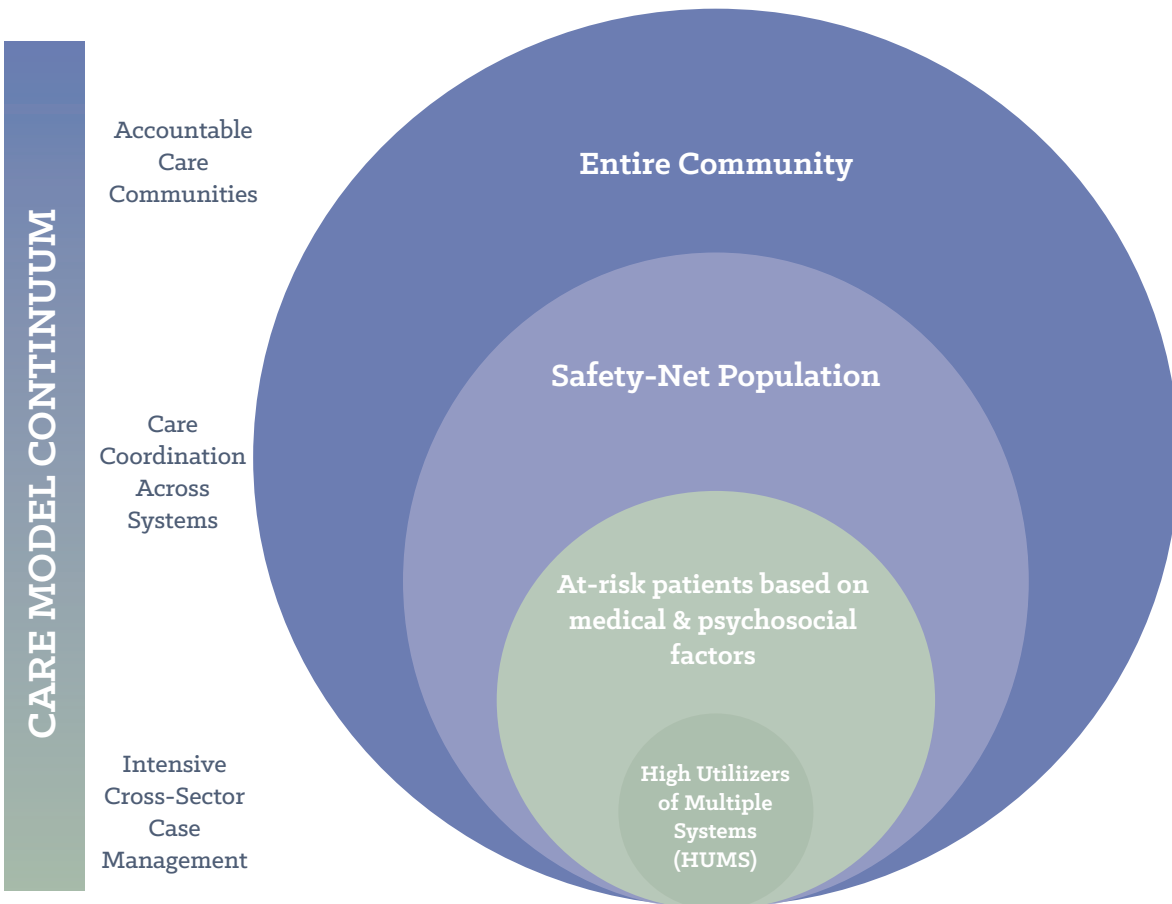 CARE MODEL CONTINUUM
Accountable
Care
Communities
Care
Coordination
Across
Systems
Intensive
Cross-Sector
Case
Management
Entire Community
Safety-Net Population
At-risk patients based on
medical & psychosocial
factors
High Utiliizers
of Multiple
Systems
(HUMS)